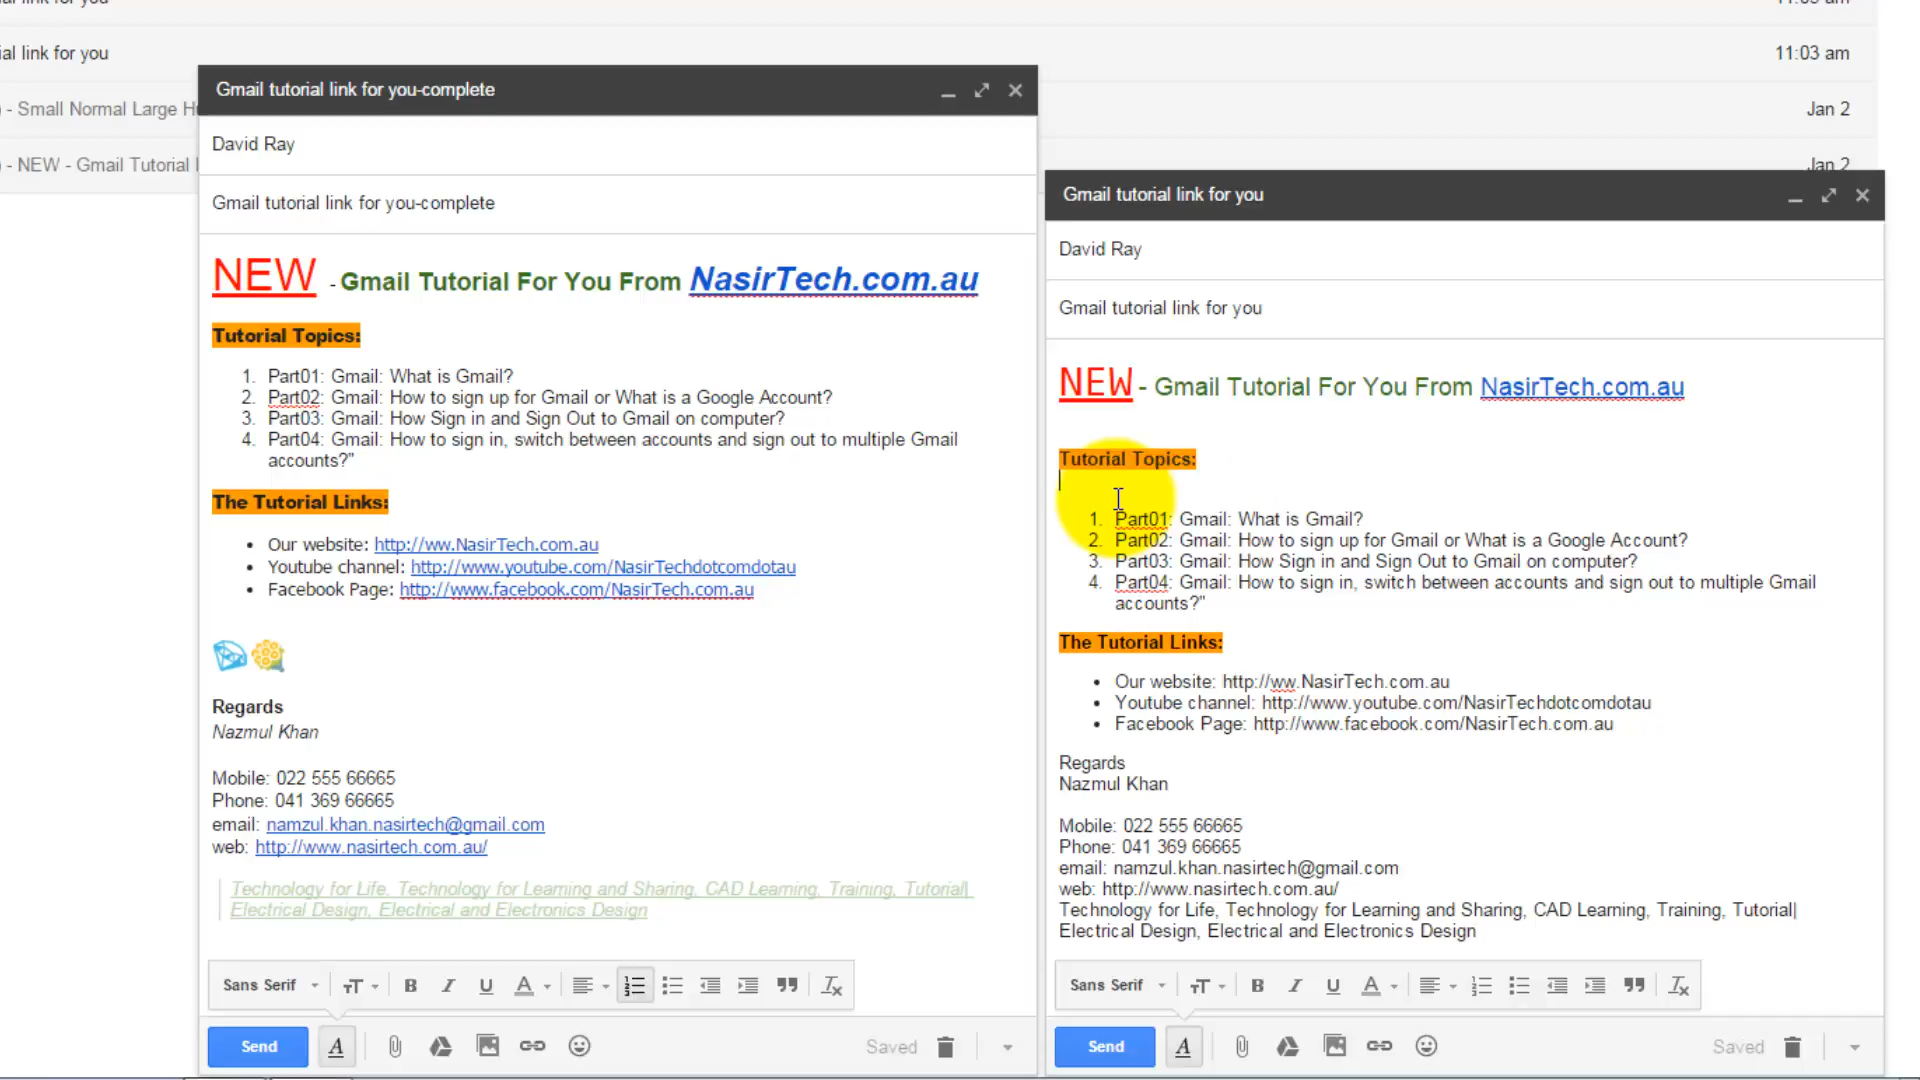 ial link for you
11:03 am
- Small Normal Large
Jan 2
- NEW - Gmail Tutorial
Jan 2
Gmail tutorial link for you-complete
David Ray
Gmail tutorial link for you-complete
NEW - Gmail Tutorial For You From NasirTech.com.au
Tutorial Topics:
1. Part01: Gmail: What is Gmail?
2. Part02: Gmail: How to sign up for Gmail or What is a Google Account?
3. Part03: Gmail: How Sign in and Sign Out to Gmail on computer?
4. Part04: Gmail: How to sign in, switch between accounts and sign out to multiple Gmail
accounts?"
The Tutorial Links:
• Our website: http://ww.NasirTech.com.au
• Youtube channel: http://www.youtube.com/NasirTechdotcomdotau
• Facebook Page: http://www.facebook.com/NasirTech.com.au
Regards
Nazmul Khan
Mobile: 022 555 66665
Phone: 041 369 66665
email: namzul.khan.nasirtech@gmail.com
web: http://www.nasirtech.com.au/
Technology for Life, Technology for Learning and Sharing, CAD Learning, Training, Tutorial|
Electrical Design, Electrical and Electronics Design
Sans Serif
Send
Saved
Gmail tutorial link for you
David Ray
Gmail tutorial link for you
NEW - Gmail Tutorial For You From NasirTech.com.au
Tutorial Topics:
1. Part01: Gmail: What is Gmail?
2. Part02: Gmail: How to sign up for Gmail or What is a Google Account?
3. Part03: Gmail: How Sign in and Sign Out to Gmail on computer?
4. Part04: Gmail: How to sign in, switch between accounts and sign out to multiple Gmail
accounts?"
The Tutorial Links:
• Our website: http://ww.NasirTech.com.au
• Youtube channel: http://www.youtube.com/NasirTechdotcomdotau
• Facebook Page: http://www.facebook.com/NasirTech.com.au
Regards
Nazmul Khan
Mobile: 022 555 66665
Phone: 041 369 66665
email: namzul.khan.nasirtech@gmail.com
web: http://www.nasirtech.com.au/
Technology for Life, Technology for Learning and Sharing, CAD Learning, Training, Tutorial|
Electrical Design, Electrical and Electronics Design
Sans Serif
Send
Saved